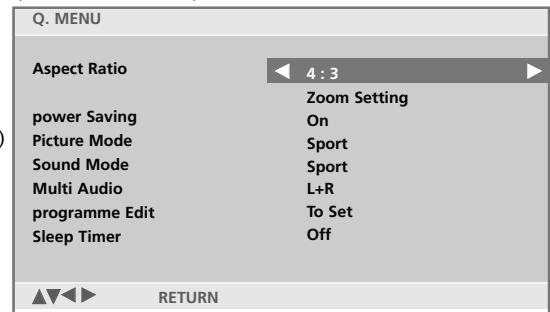 Q. MENU
Aspect Ratio ◀ 4 : 3 ▶
Zoom Setting
power Saving On
Picture Mode Sport
Sound Mode Sport
Multi Audio L+R
programme Edit To Set
Sleep Timer Off
▲▼◀ ▶ RETURN
)